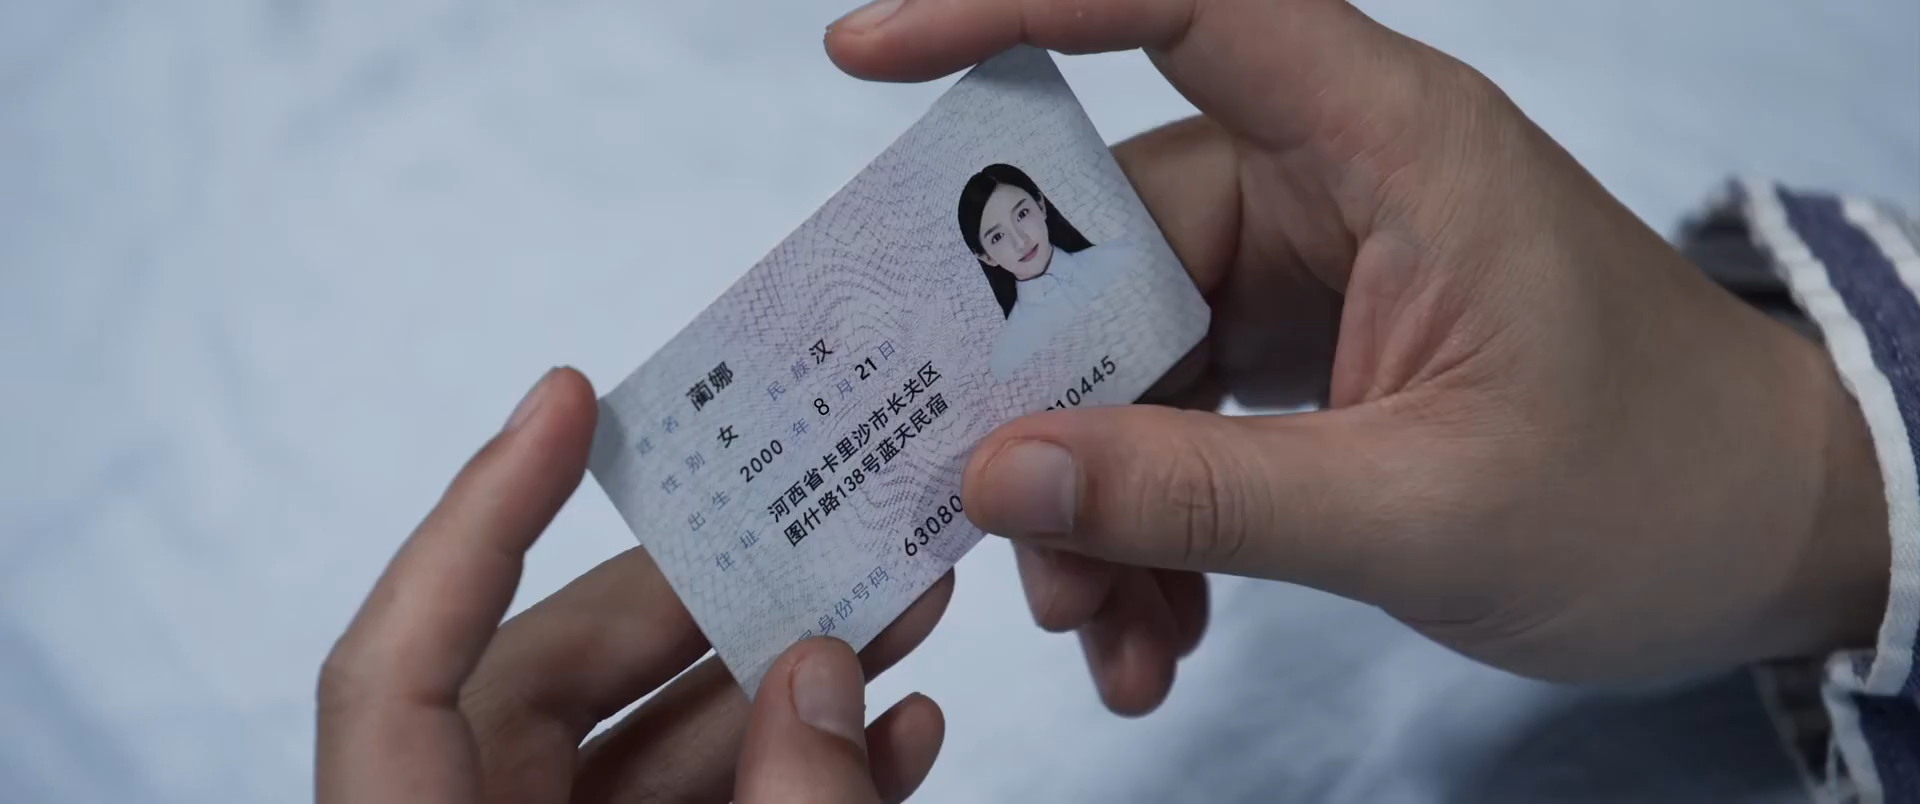 姓名 蔺娜
性别 女 民族 汉
出生 2000 年 8 月 21 日
住址 河西省卡里沙市长关区
图什路138号蓝天民宿
身份号码 63080 10445